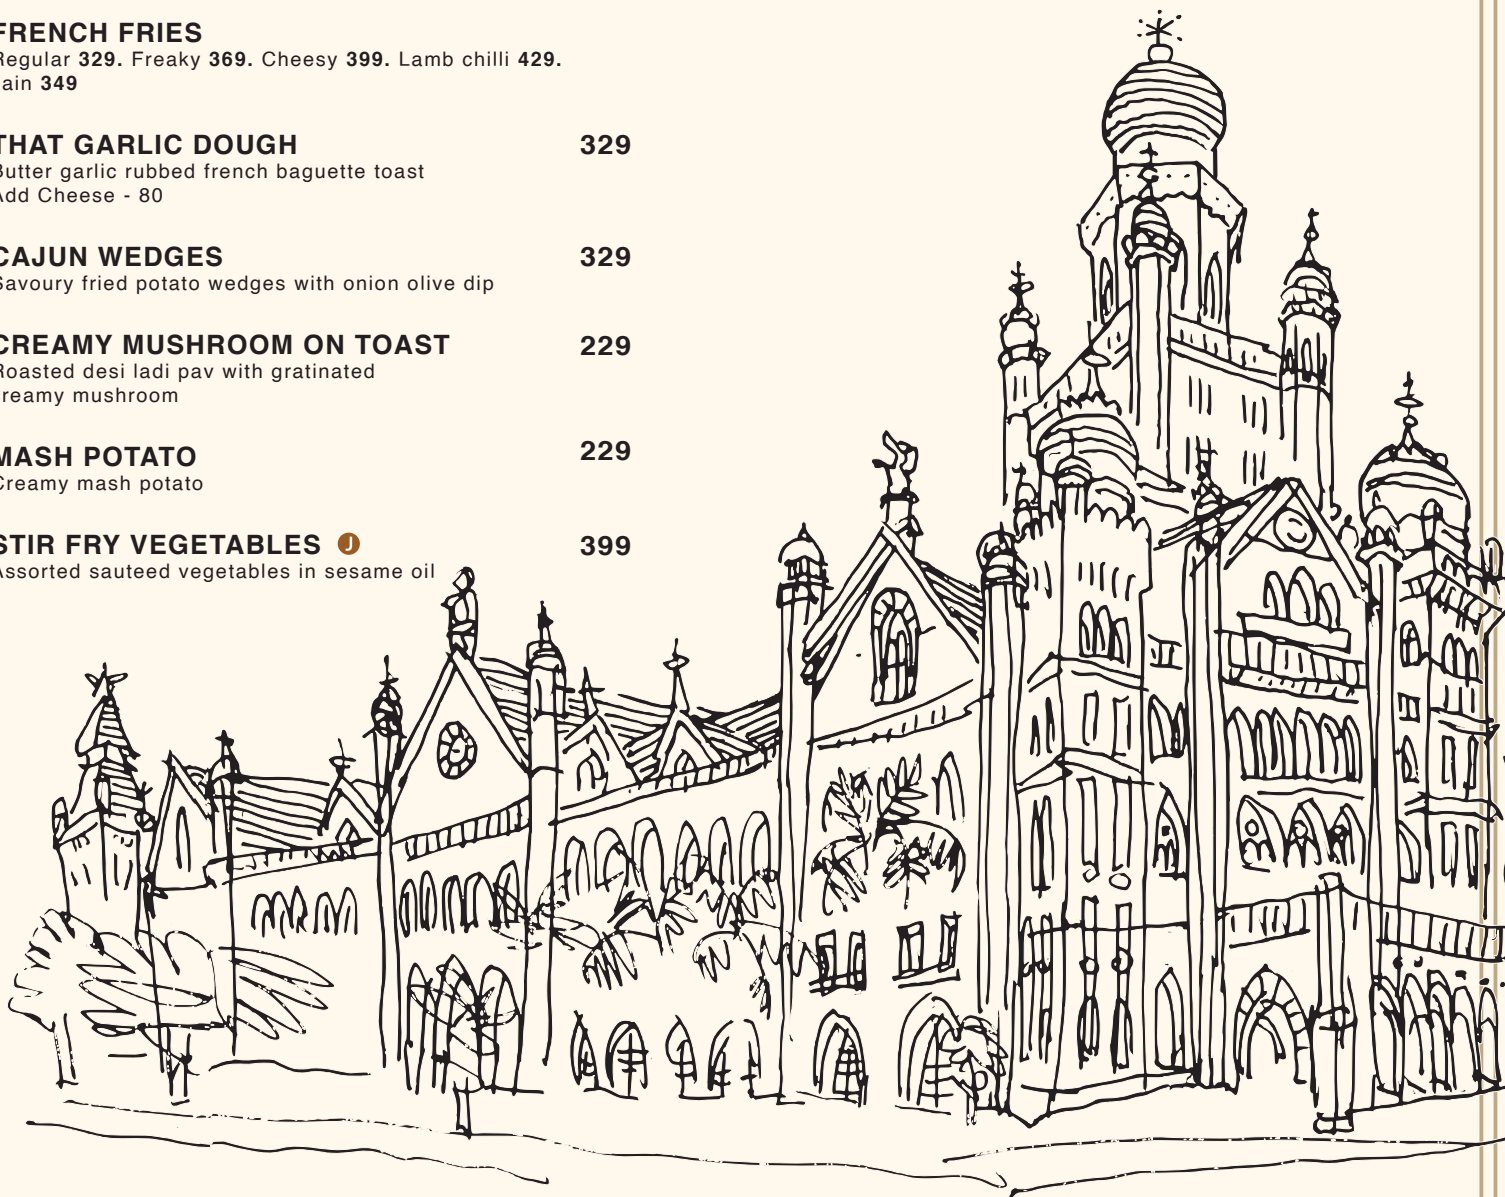 FRENCH FRIES
Regular 329. Freaky 369. Cheesy 399. Lamb chilli 429.
ain 349
THAT GARLIC DOUGH 329
Butter garlic rubbed french baguette toast
Add Cheese - 80
CAJUN WEDGES 329
Savoury fried potato wedges with onion olive dip
CREAMY MUSHROOM ON TOAST 229
Roasted desi ladi pav with gratinated
creamy mushroom
MASH POTATO 229
Creamy mash potato
STIR FRY VEGETABLES J 399
Assorted sauteed vegetables in sesame oil